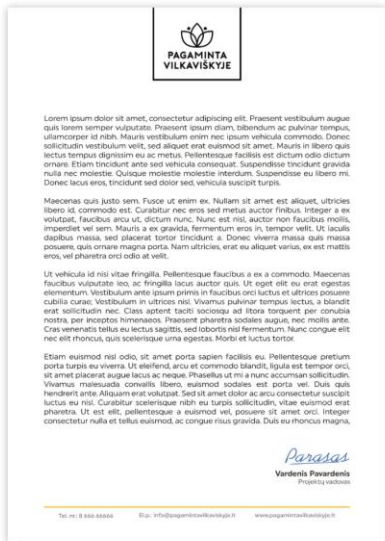 PAGAMINTA
VILKAVIŠKYJE
Lorem ipsum dolor sit amet, consectetur adipiscing elit. Praesent vestibulum augue
quis lorem semper vulputate. Praesent ipsum diam, bibendum ac pulvinar tempus,
ullamcorper id nibh. Mauris vestibulum enim nec ipsum vehicula commodo. Donec
sollicitudin vestibulum velit, sed aliquet erat euismod sit amet. Mauris in libero quis
lectus tempus dignissim eu ac metus. Pellentesque facilisis est dictum odio dictum
ornare. Etiam tincidunt ante sed vehicula consequat. Suspendisse tincidunt gravida
nulla nec molestie. Quisque molestie molestie interdum. Suspendisse eu libero mi.
Donec lacus eros, tincidunt sed dolor sed, vehicula suscipit turpis.
Maecenas quis justo sem. Fusce ut enim ex. Nullam sit amet est aliquet, ultricies
libero id, commodo est. Curabitur nec eros sed metus auctor finibus. Integer a ex
volutpat, faucibus arcu ut, dictum nunc. Nunc est nisl, auctor non faucibus mollis,
imperdiet vel sem. Mauris a ex gravida, fermentum eros in, tempor velit. Ut iaculis
dapibus massa, sed placerat tortor tincidunt a. Donec viverra massa quis massa
posuere, quis ornare magna porta. Nam ultricies, erat eu aliquet varius, ex est mattis
eros, vel pharetra orci odio at velit.
Ut vehicula id nisi vitae fringilla. Pellentesque faucibus a ex a commodo. Maecenas
faucibus vulputate leo, ac fringilla lacus auctor quis. Ut eget elit eu erat egestas
elementum. Vestibulum ante ipsum primis in faucibus orci luctus et ultrices posuere
cubilia curae; Vestibulum in ultrices nisl. Vivamus pulvinar tempus lectus, a blandit
erat sollicitudin nec. Class aptent taciti sociosqu ad litora torquent per conubia
nostra, per inceptos himenaeos. Praesent pharetra sodales augue, nec mollis ante.
Cras venenatis tellus eu lectus sagittis, sed lobortis nisl fermentum. Nunc congue elit
nec elit rhoncus, quis scelerisque urna egestas. Morbi et luctus tortor.
Etiam euismod nisl odio, sit amet porta sapien facilisis eu. Pellentesque pretium
porta turpis eu viverra. Ut eleifend, arcu et commodo blandit, ligula est tempor orci,
sit amet placerat augue lacus ac neque. Phasellus ut mi a nunc accumsan sollicitudin.
Vivamus malesuada convallis libero, euismod sodales est porta vel. Duis quis
hendrerit ante. Aliquam erat volutpat. Sed sit amet dolor ac arcu consectetur suscipit
luctus eu nisl. Curabitur scelerisque nibh eu turpis sollicitudin, vitae euismod erat
pharetra. Ut est elit, pellentesque a euismod vel, posuere sit amet orci. Integer
consectetur nulla et tellus euismod, ac congue risus gravida. Duis eu rhoncus magna,
Parašas
Vardenis Pavardenis
Projektų vadovas
Tel. nr.: 8 666 66666 El.p.: info@pagamintavilkaviskyje.lt www.pagamintavilkaviskyje.lt